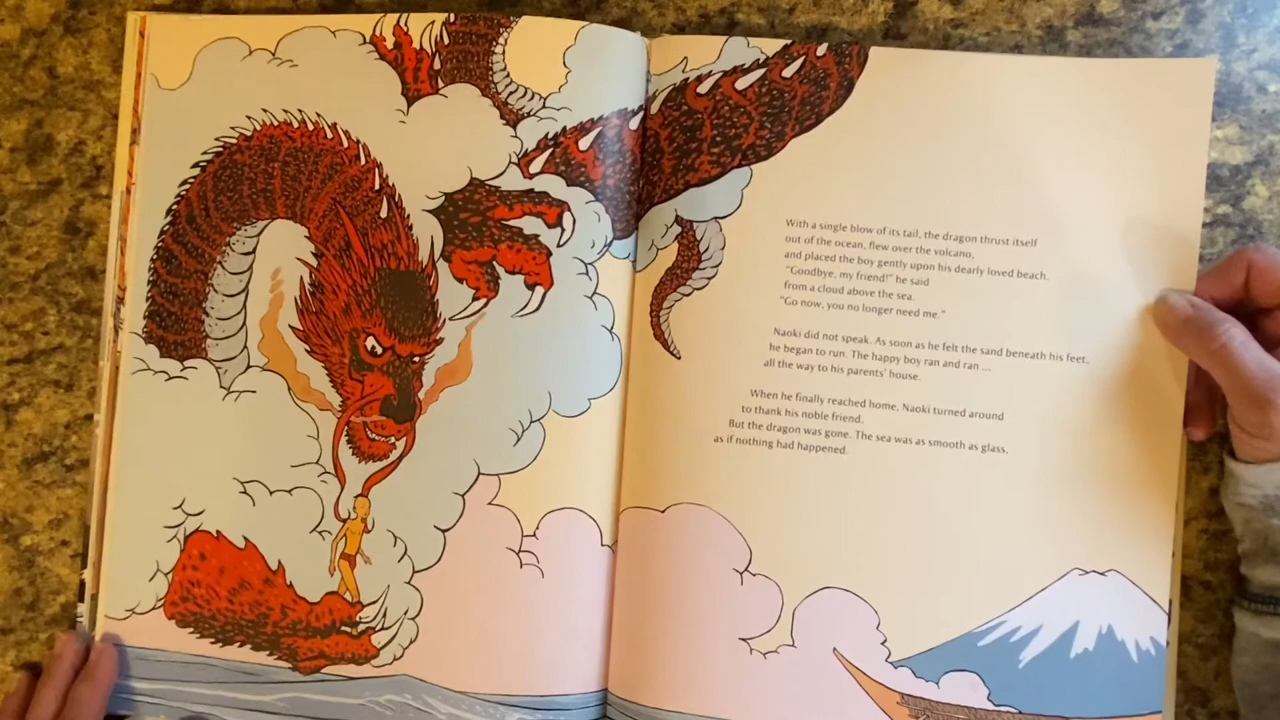 With a single blow of its tail, the dragon thrust itself
out of the ocean, flew over the volcano,
and placed the boy gently upon his dearly loved beach.
"Goodbye, my friend!" he said
from a cloud above the sea.
"Go now, you no longer need me."
Naoki did not speak. As soon as he felt the sand beneath his feet,
he began to run. The happy boy ran and ran ...
all the way to his parents' house.
When he finally reached home, Naoki turned around
to thank his noble friend.
But the dragon was gone. The sea was as smooth as glass,
as if nothing had happened.